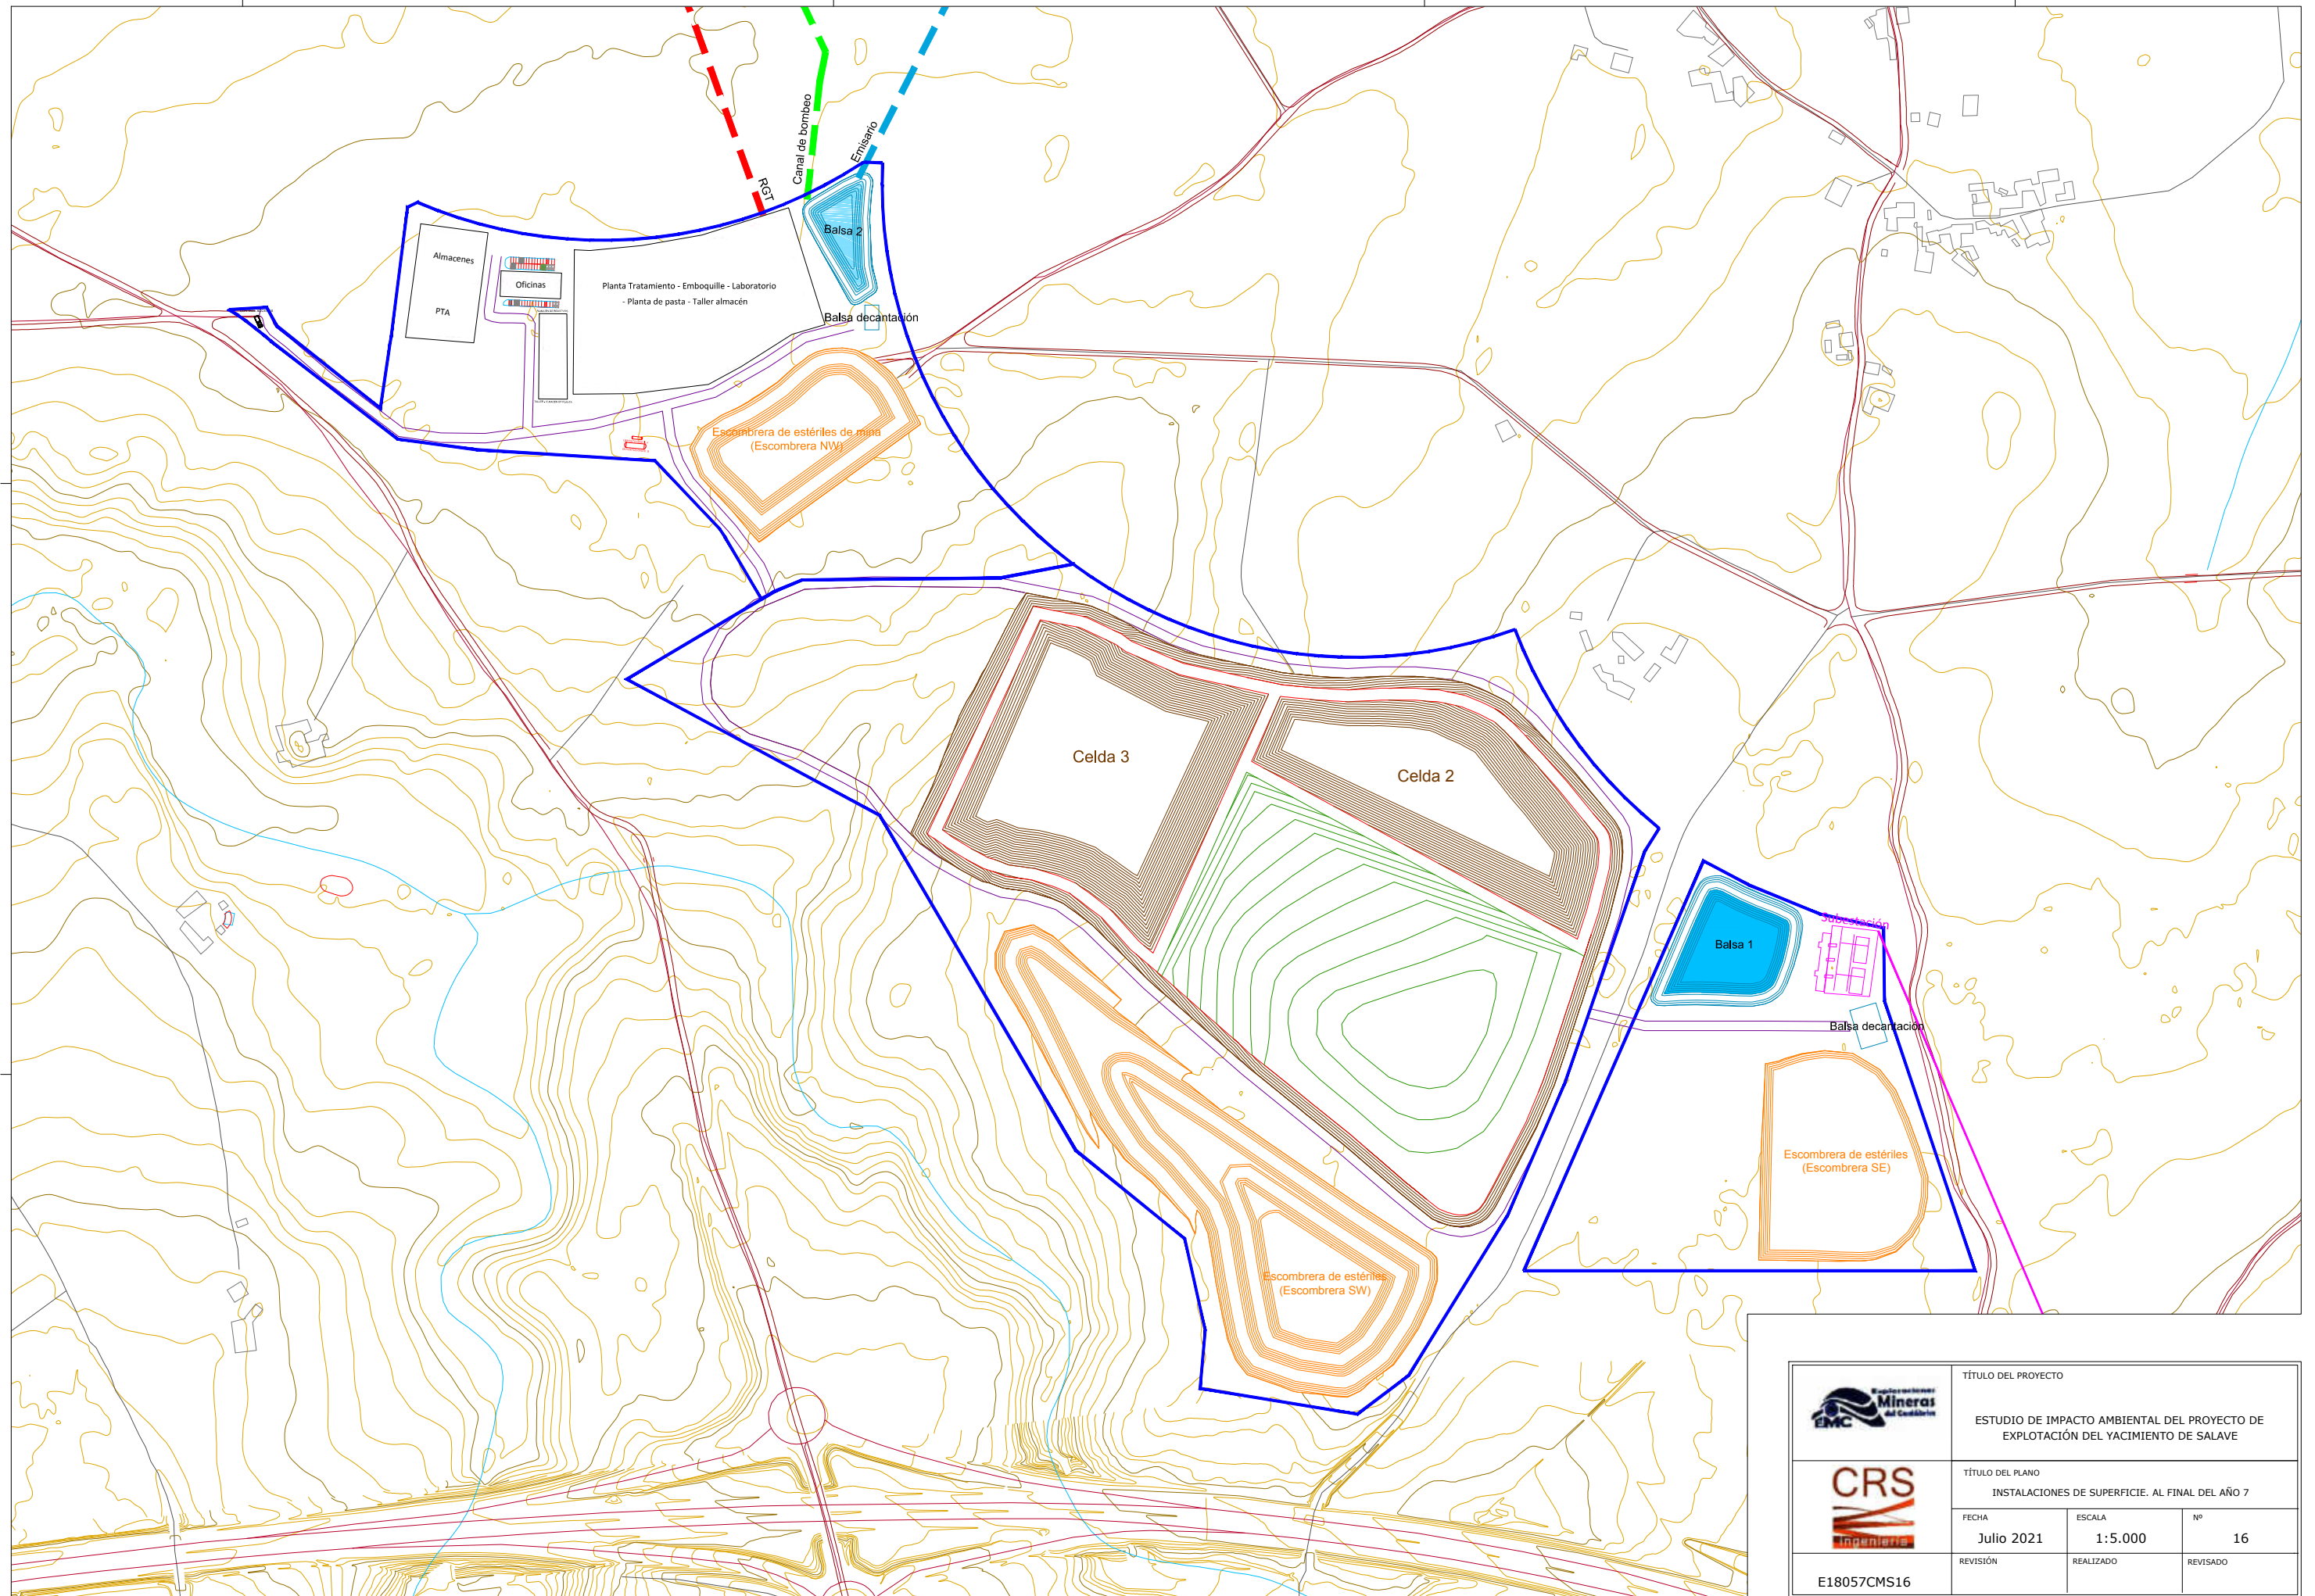 Canal de bombeo
Emisario
RGT
Balsa 2
Almacenes
PTA
Oficinas
Planta Tratamiento - Emboquille - Laboratorio
- Planta de pasta - Taller almacén
Balsa decantación
Escombrera de estériles de mina
(Escombrera NW)
Celda 3
Celda 2
Subestación
Balsa 1
Balsa decantación
Escombrera de estériles
(Escombrera SE)
Escombrera de estériles
(Escombrera SW)
Exploraciones
Mineras
del Cantábrico
EMC
TÍTULO DEL PROYECTO
ESTUDIO DE IMPACTO AMBIENTAL DEL PROYECTO DE
EXPLOTACIÓN DEL YACIMIENTO DE SALAVE
CRS
Ingeniería
TÍTULO DEL PLANO
INSTALACIONES DE SUPERFICIE. AL FINAL DEL AÑO 7
FECHA
Julio 2021
ESCALA
1:5.000
Nº
16
REVISIÓN
REALIZADO
REVISADO
E18057CMS16